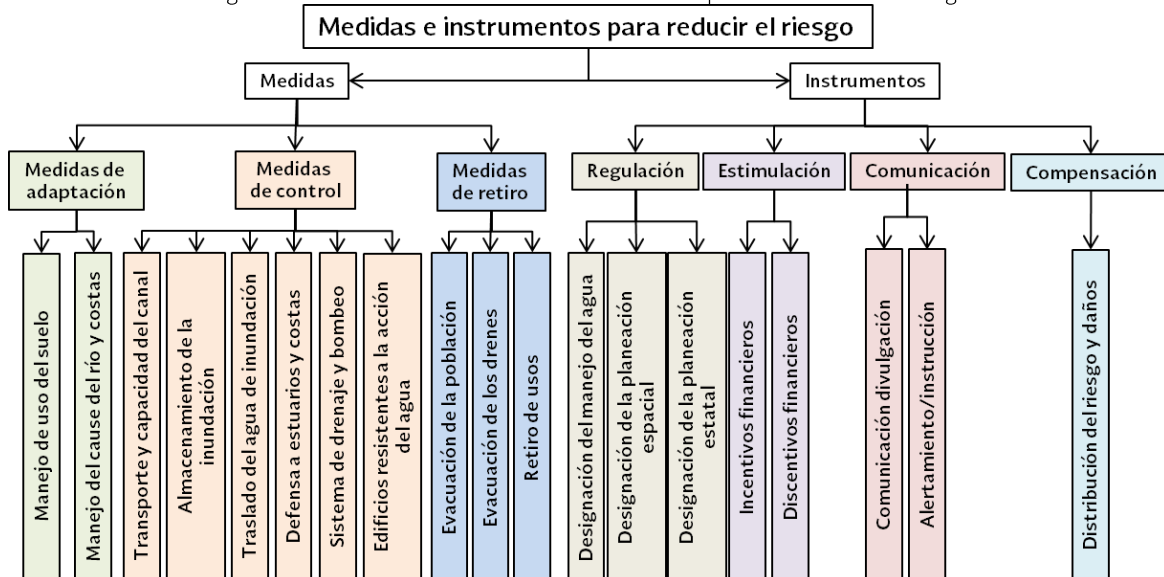 Medidas e instrumentos para reducir el riesgo
Medidas
Instrumentos
Medidas de
adaptación
Medidas
de control
Medidas
de retiro
Regulación
Estimulación
Comunicación
Compensación
Manejo de uso del suelo
Manejo del cause del río y costas
Transporte y capacidad del canal
Almacenamiento de la
inundación
Traslado del agua de inundación
Defensa a estuarios y costas
Sistema de drenaje y bombeo
Edificios resistentes a la acción
del agua
Evacuación de la población
Evacuación de los drenes
Retiro de usos
Designación del manejo del agua
Designación de la planeación
espacial
Designación de la planeación
estatal
Incentivos financieros
Discentivos financieros
Comunicación divulgación
Alertamiento/instrucción
Distribución del riesgo y daños